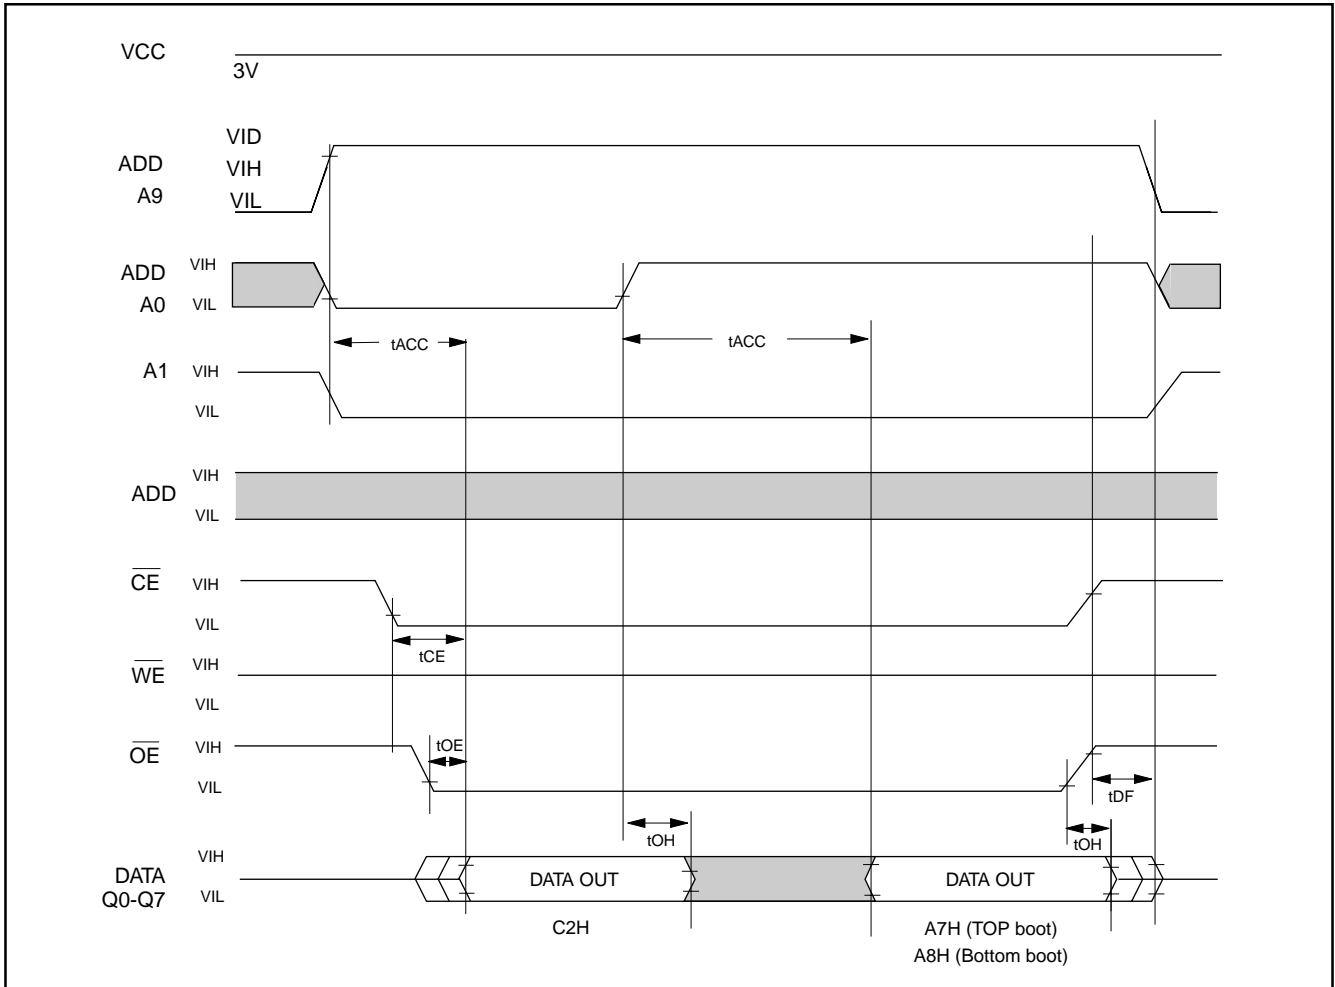 VCC
3V
ADD
A9
VID
VIH
VIL
ADD
A0
VIH
VIL
tACC
tACC
A1
VIH
VIL
ADD
VIH
VIL
CE
VIH
VIL
tCE
WE
VIH
VIL
OE
VIH
VIL
tOE
tDF
tOH
tOH
DATA
Q0-Q7
VIH
VIL
DATA OUT
DATA OUT
C2H
A7H (TOP boot)
A8H (Bottom boot)